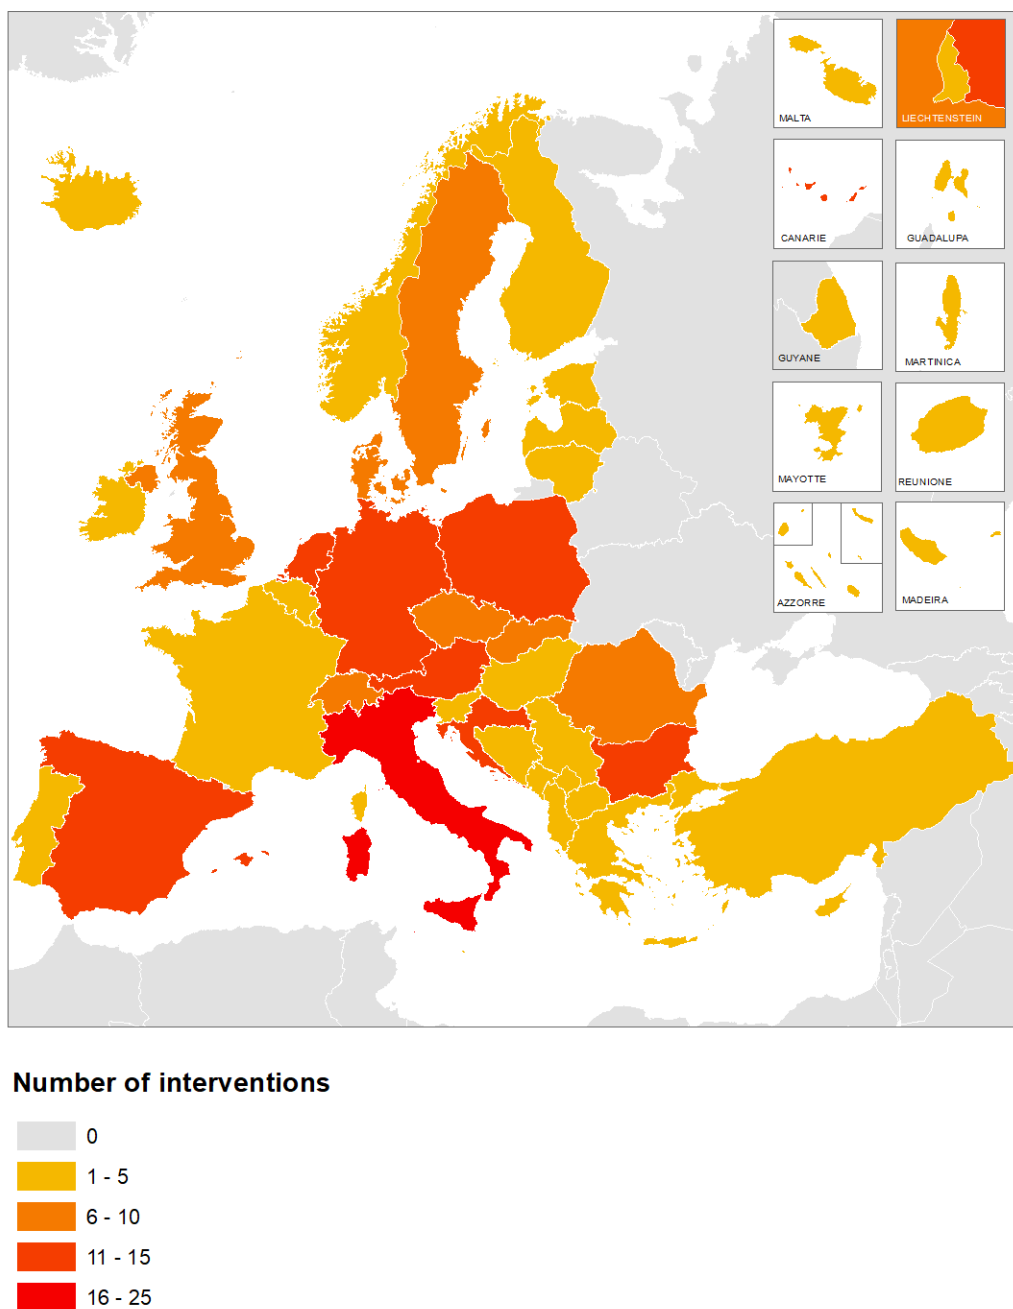 MALTA
LIECHTENSTEIN
CANARIE
GUADALUPA
GUYANE
MARTINICA
MAYOTTE
REUNIONE
AZZORRE
MADEIRA
Number of interventions
0
1 - 5
6 - 10
11 - 15
16 - 25